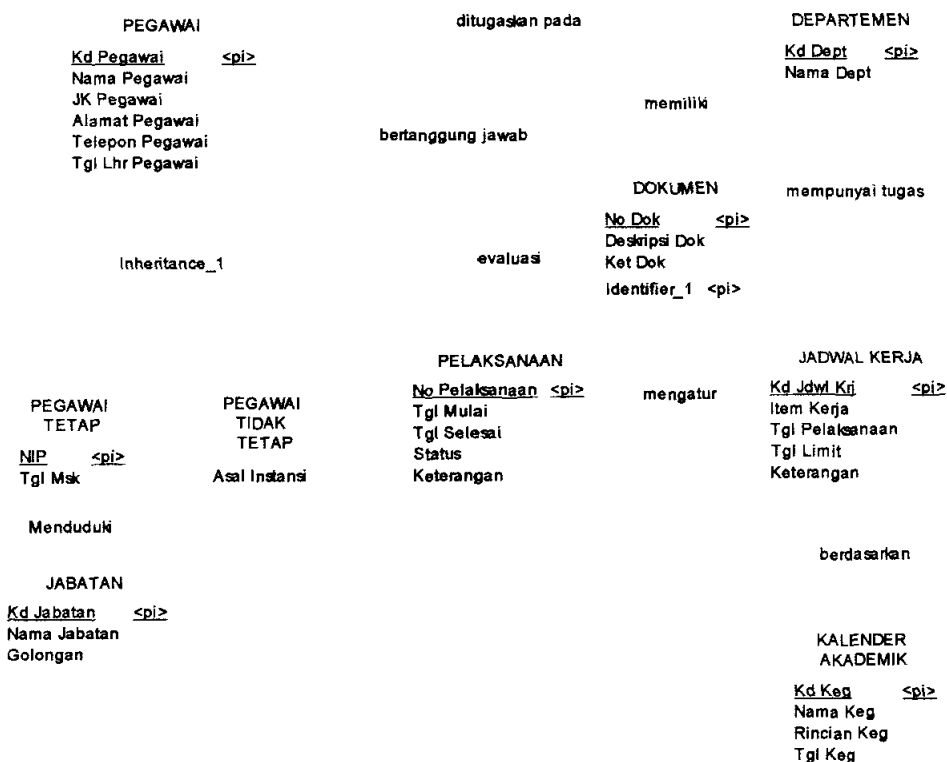 PEGAWAI
Kd Pegawai <pi>
Nama Pegawai
JK Pegawai
Alamat Pegawai
Telepon Pegawai
Tgl Lhr Pegawai
ditugaskan pada
DEPARTEMEN
Kd Dept <pi>
Nama Dept
memiliki
bertanggung jawab
DOKUMEN
No Dok <pi>
Deskripsi Dok
Ket Dok
Identifier_1 <pi>
mempunyai tugas
Inheritance_1
evaluasi
PELAKSANAAN
No Pelaksanaan <pi>
Tgl Mulai
Tgl Selesai
Status
Keterangan
mengatur
JADWAL KERJA
Kd Jdwl Krj <pi>
Item Kerja
Tgl Pelaksanaan
Tgl Limit
Keterangan
PEGAWAI
TETAP
NIP <pi>
Tgl Msk
PEGAWAI
TIDAK
TETAP
Asal Instansi
Menduduki
berdasarkan
JABATAN
Kd Jabatan <pi>
Nama Jabatan
Golongan
KALENDER
AKADEMIK
Kd Keg <pi>
Nama Keg
Rincian Keg
Tgl Keg